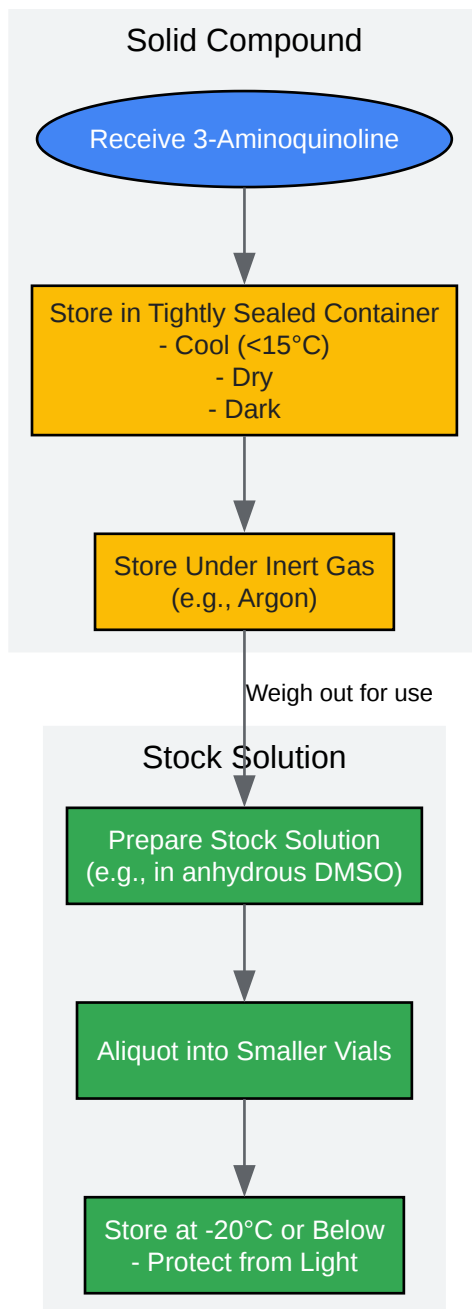 Solid Compound
Receive 3-Aminoquinoline
Store in Tightly Sealed Container
- Cool (<15°C)
- Dry
- Dark
Store Under Inert Gas
(e.g., Argon)
Weigh out for use
Stock Solution
Prepare Stock Solution
(e.g., in anhydrous DMSO)
Aliquot into Smaller Vials
Store at -20°C or Below
- Protect from Light